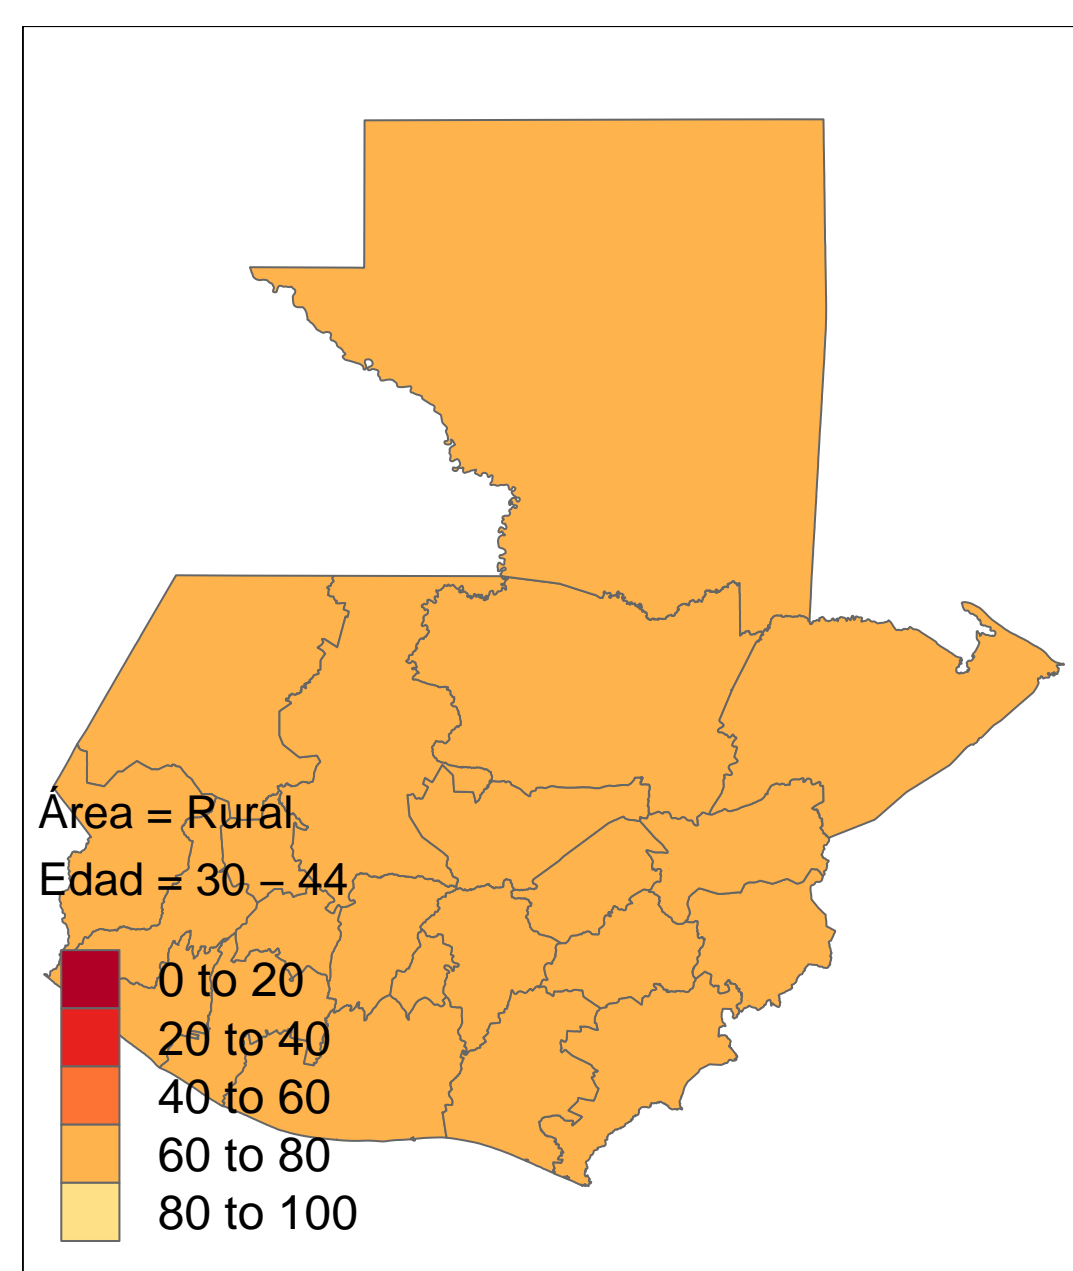 Área = Rural
Edad = 30 – 44
0 to 20
20 to 40
40 to 60
60 to 80
80 to 100